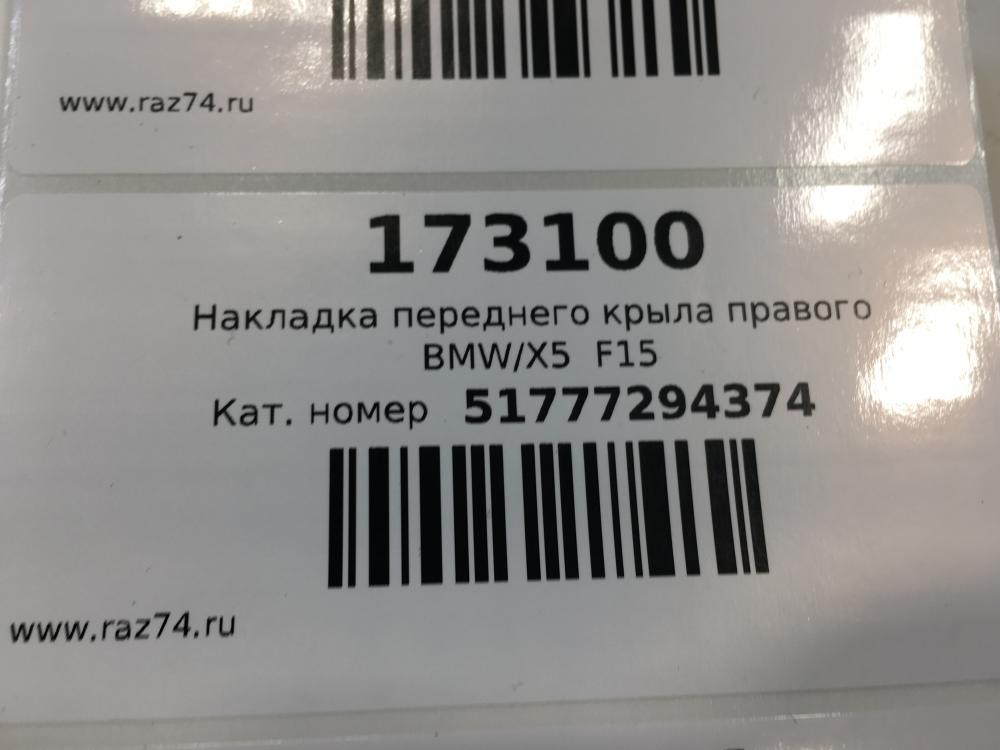 www.raz74.ru
173100
Накладка переднего крыла правого
BMW/X5 F15
Кат. номер 51777294374
www.raz74.ru